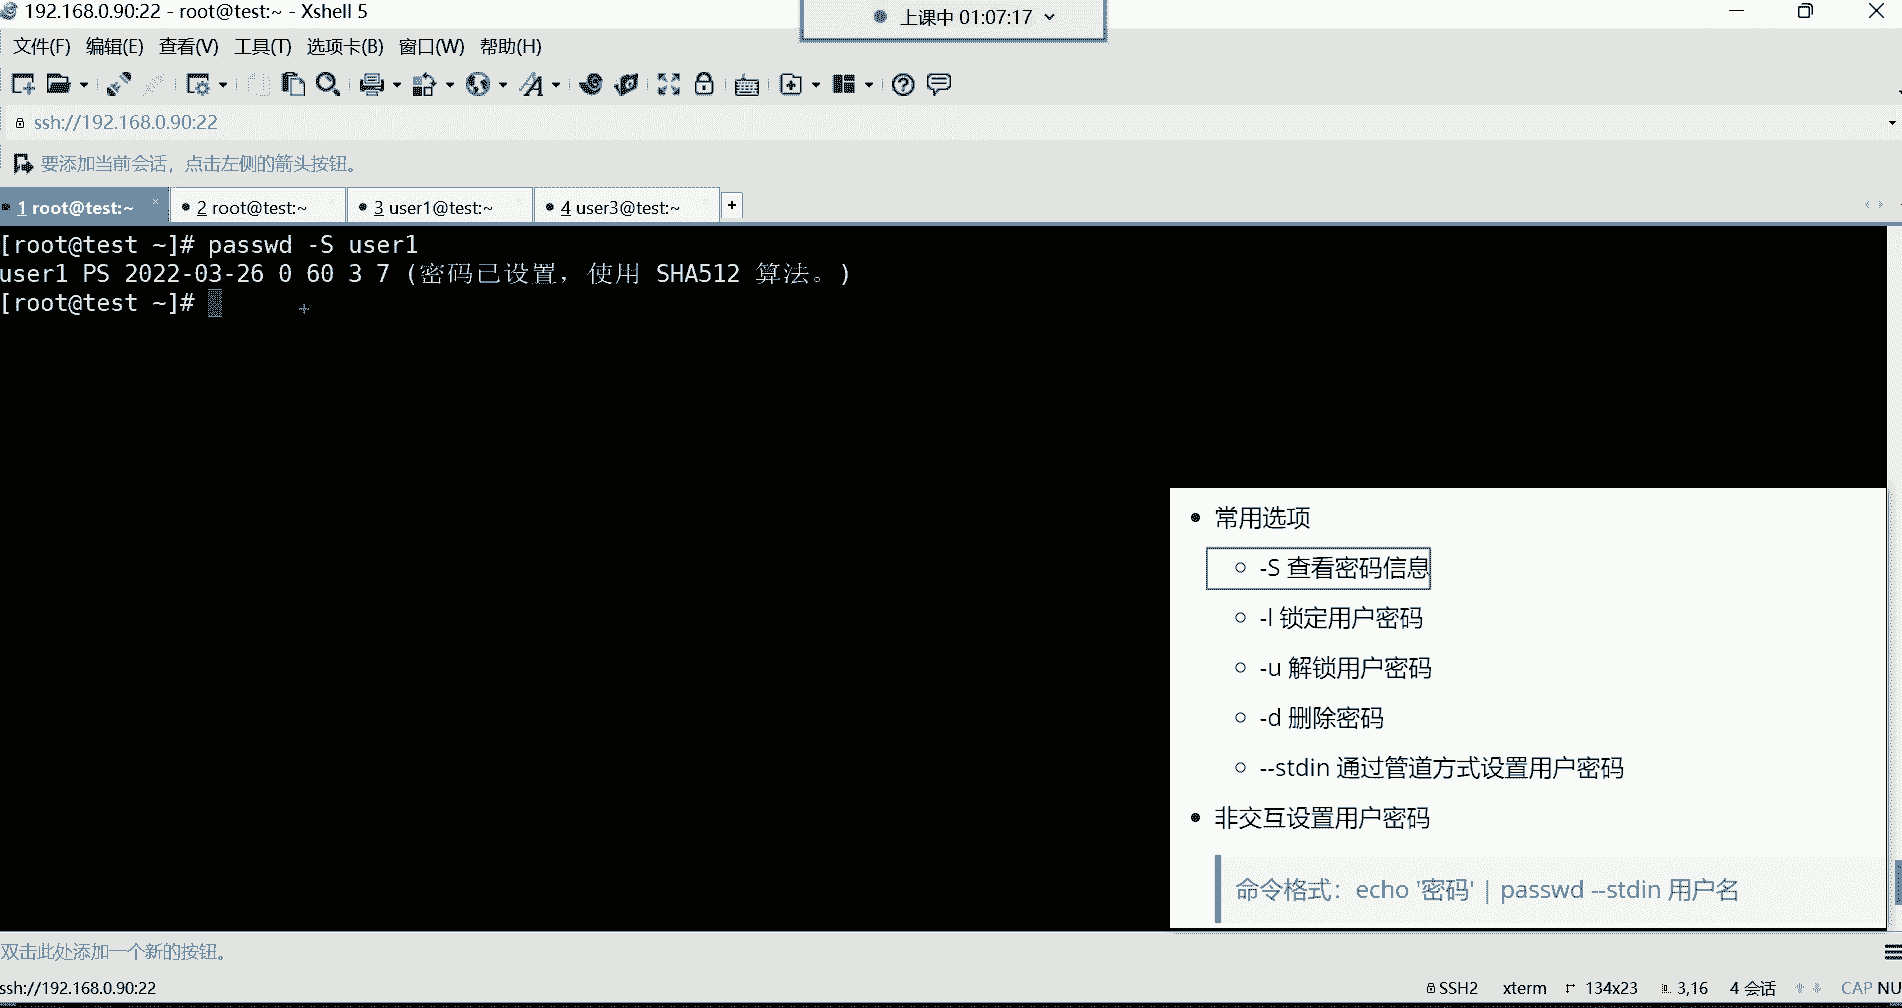 192.168.0.90:22 - root@test:~ - Xshell 5
上课中 01:07:17
文件(F) 编辑(E) 查看(V) 工具(T) 选项卡(B) 窗口(W) 帮助(H)
ssh://192.168.0.90:22
要添加当前会话，点击左侧的箭头按钮。
1 root@test:~ 2 root@test:~ 3 user1@test:~ 4 user3@test:~
[root@test ~]# passwd -S user1
user1 PS 2022-03-26 0 60 3 7 (密码已设置，使用 SHA512 算法。)
[root@test ~]#
常用选项
-S 查看密码信息
-l 锁定用户密码
-u 解锁用户密码
-d 删除密码
--stdin 通过管道方式设置用户密码
非交互设置用户密码
命令格式：echo '密码' | passwd --stdin 用户名
双击此处添加一个新的按钮。
ssh://192.168.0.90:22 SSH2 xterm 134x23 3,16 4 会话 CAP NU